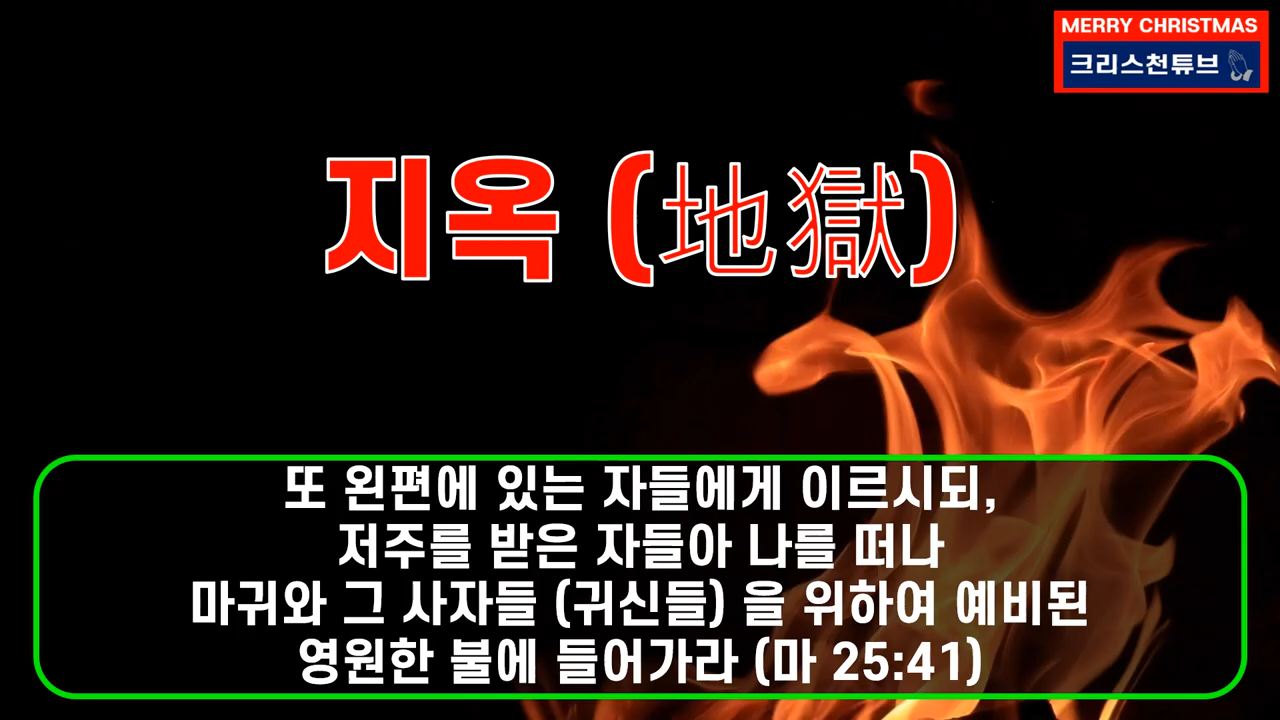 MERRY CHRISTMAS
크리스천튜브
지옥 (地獄)
또 왼편에 있는 자들에게 이르시되,
저주를 받은 자들아 나를 떠나
마귀와 그 사자들 (귀신들) 을 위하여 예비된
영원한 불에 들어가라 (마 25:41)